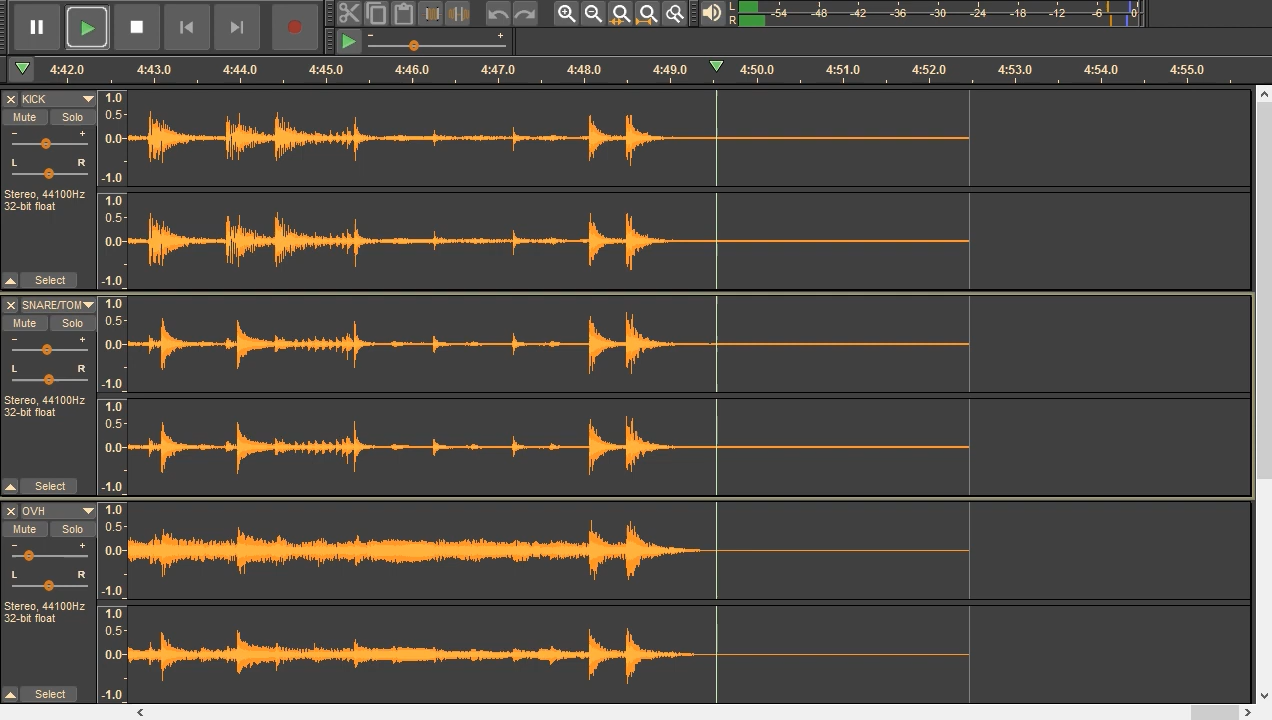 L -54 -48 -42 -36 -30 -24 -18 -12 -6 0
R
- +
4:42.0 4:43.0 4:44.0 4:45.0 4:46.0 4:47.0 4:48.0 4:49.0 4:50.0 4:51.0 4:52.0 4:53.0 4:54.0 4:55.0
KICK
Mute Solo
- +
L R
Stereo, 44100Hz
32-bit float
Select
1.0
0.5-
0.0-
-1.0
1.0
0.5-
0.0-
-1.0
SNARE/TOM
Mute Solo
- +
L R
Stereo, 44100Hz
32-bit float
Select
1.0
0.5-
0.0-
-1.0
1.0
0.5-
0.0-
-1.0
OVH
Mute Solo
- +
L R
Stereo, 44100Hz
32-bit float
Select
1.0
0.5-
0.0-
-1.0
1.0
0.5-
0.0-
-1.0